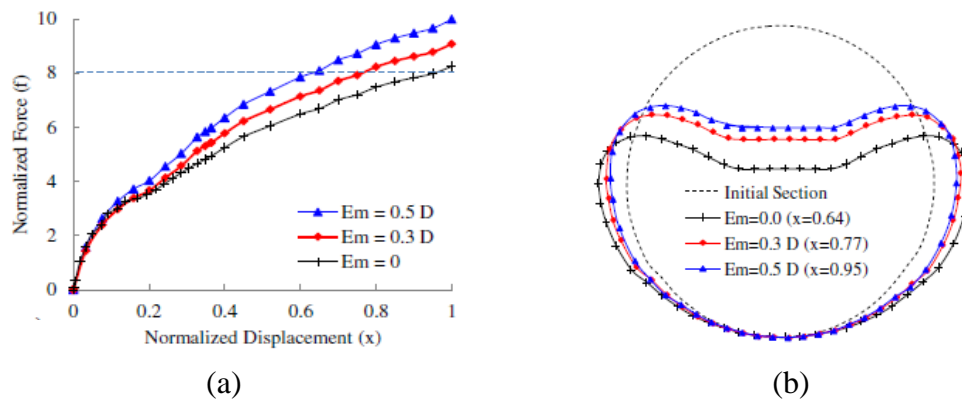 10
8
6
4
2
0
Normalized Force (f)
Em = 0.5 D
Em = 0.3 D
Em = 0
0 0.2 0.4 0.6 0.8 1
Normalized Displacement (x)
(a)
Initial Section
Em=0.0 (x=0.64)
Em=0.3 D (x=0.77)
Em=0.5 D (x=0.95)
(b)